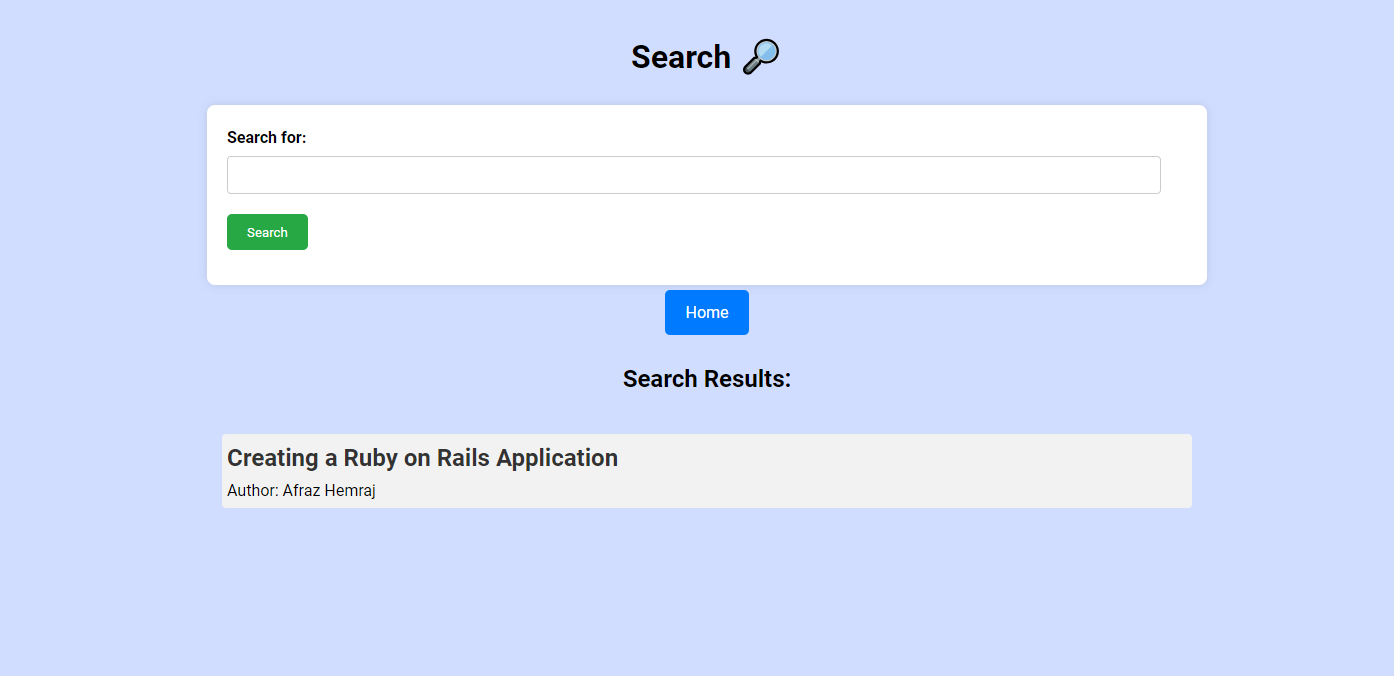 Search 🔎
Search for:
Search
Home
Search Results:
Creating a Ruby on Rails Application
Author: Afraz Hemraj